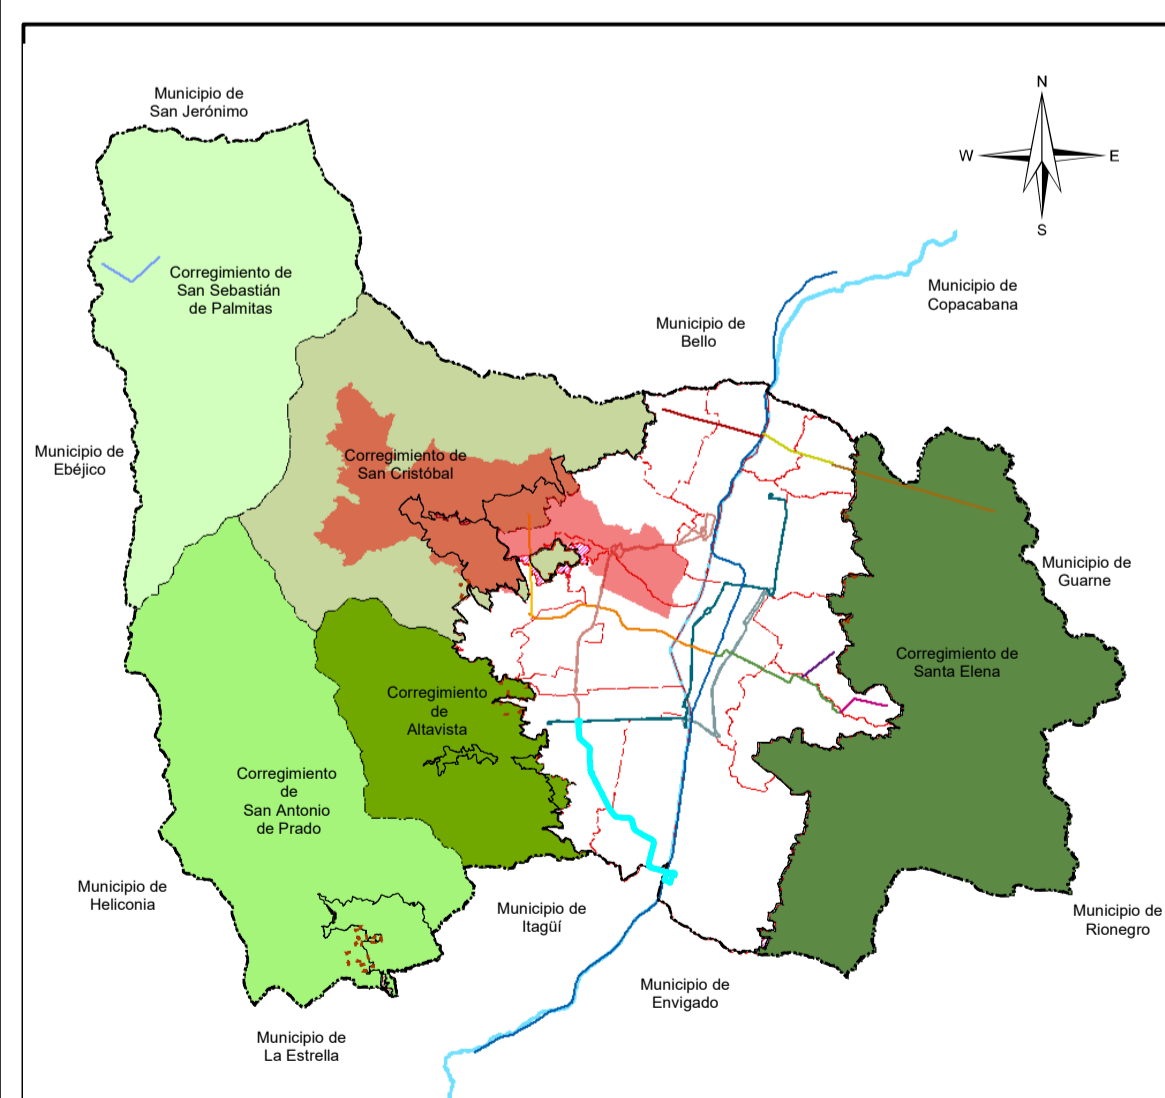 Municipio de
San Jerónimo
N
W
E
S
Corregimiento de
San Sebastián
de Palmitas
Municipio de
Copacabana
Municipio de
Bello
Municipio de
Ebéjico
Corregimiento de
San Cristóbal
Municipio de
Guarne
Corregimiento de
Santa Elena
Corregimiento
de
Altavista
Corregimiento
de
San Antonio
de Prado
Municipio de
Heliconia
Municipio de
Itagüí
Municipio de
Rionegro
Municipio de
Envigado
Municipio de
La Estrella